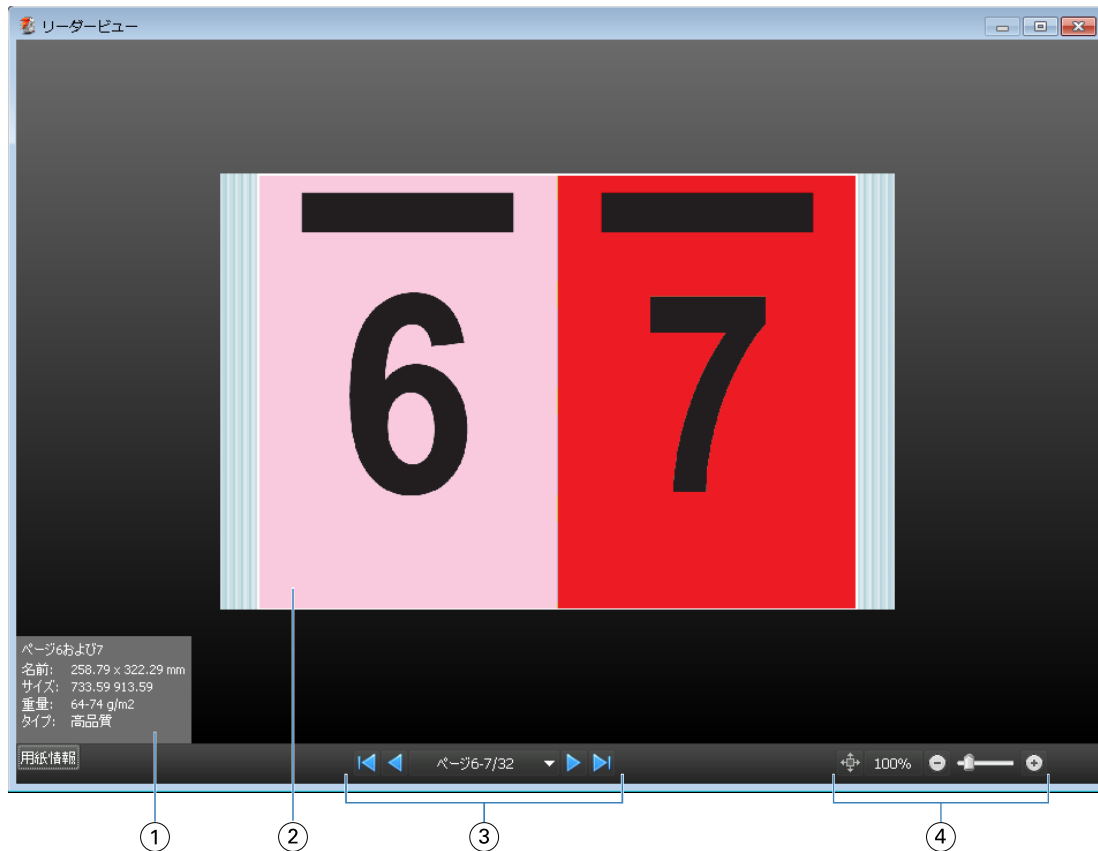 リーダービュー
6
7
ページ6および7
名前: 258.79 x 322.29 mm
サイズ: 733.59 913.59
重量: 64-74 g/m2
タイプ: 高品質
用紙情報
ページ6-7/32
100%
1
2
3
4